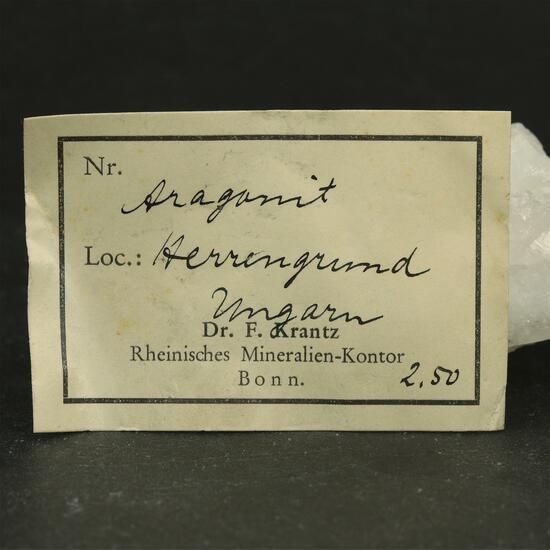 Nr.
Aragonit
Loc.: Herrengrund
Ungarn
Dr. F. Krantz
Rheinisches Mineralien-Kontor
Bonn.
2.50